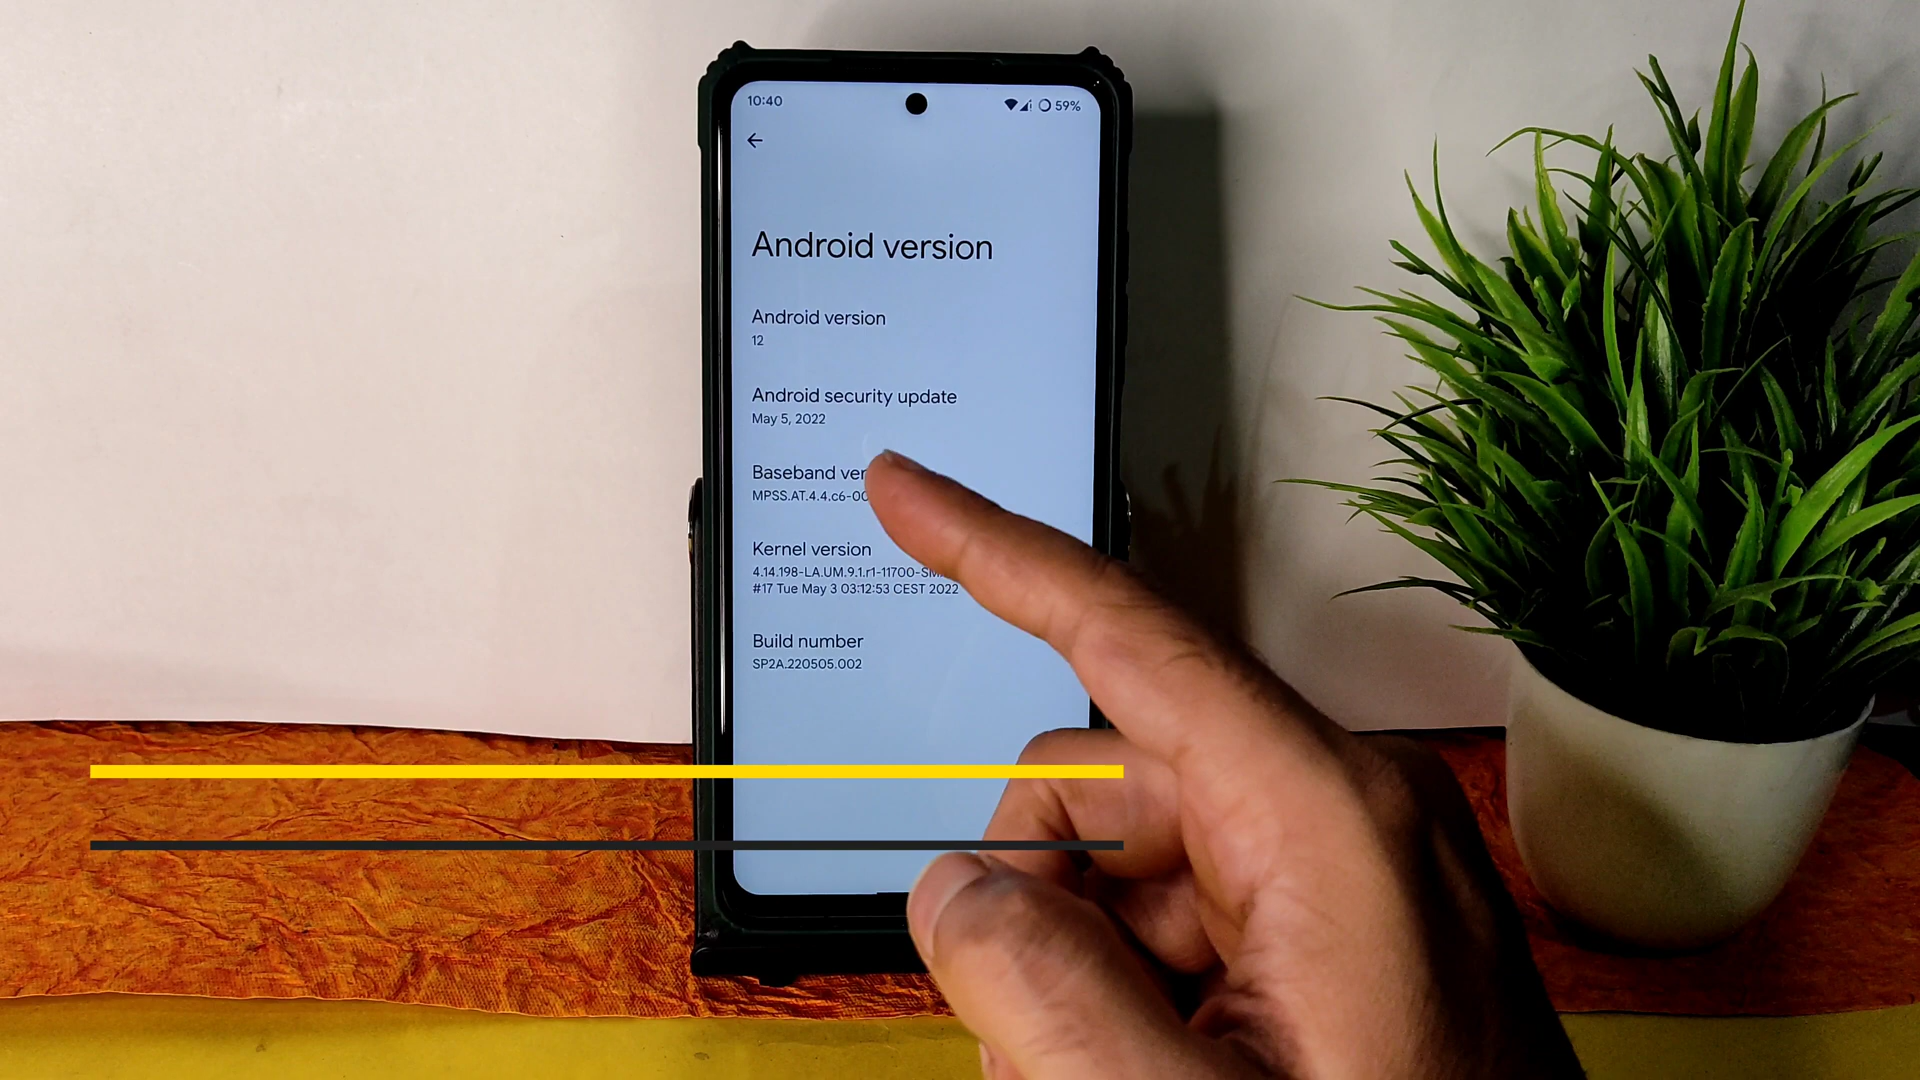 10:40
59%
Android version
Android version
12
Android security update
May 5, 2022
Baseband
MPSS.AT.4.4.c6-00
Kernel version
4.14.198-LA.UM.9.1.r1-11700-SM
#17 Tue May 3 03:12:53 CEST 2022
Build number
SP2A.220505.002